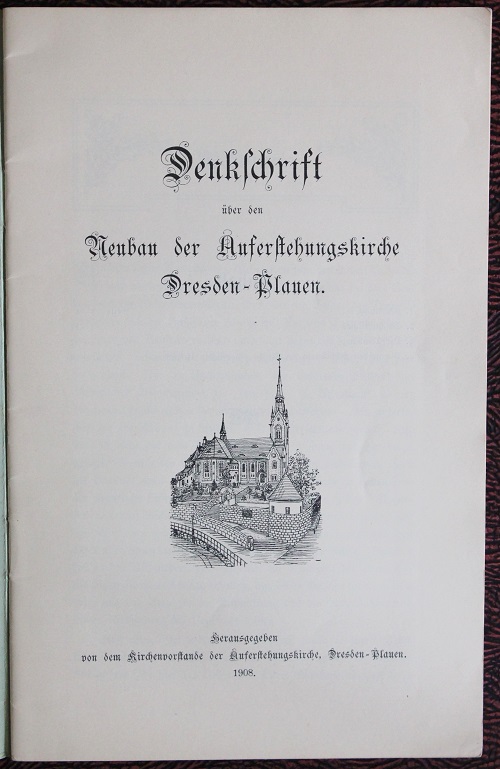 Denkschrift
über den
Neubau der Auferstehungskirche
Dresden-Plauen.
Herausgegeben
von dem Kirchenvorstande der Auferstehungskirche, Dresden-Plauen.
1908.